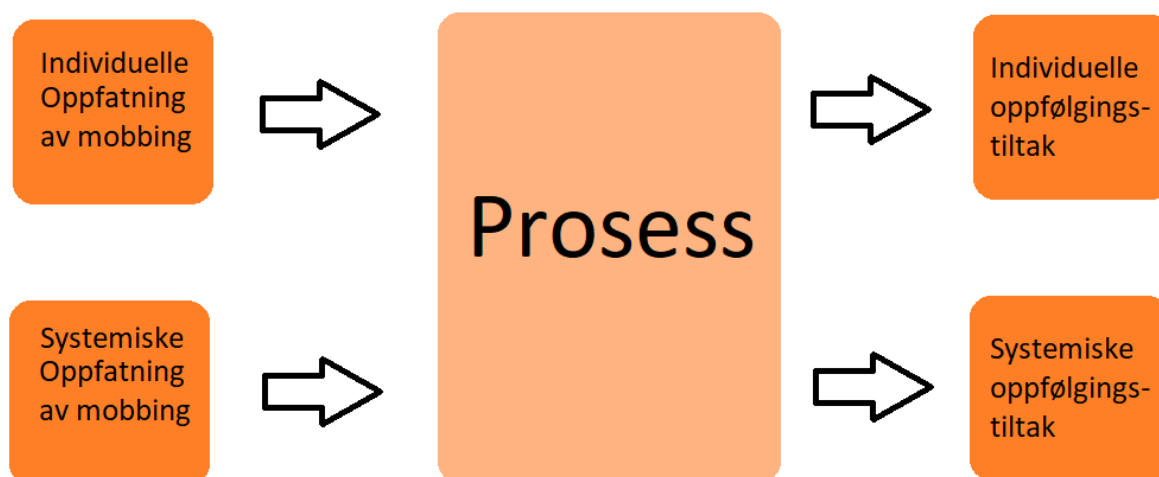 Individuelle
Oppfatning
av mobbing
Prosess
Individuelle
oppfølgings-
tiltak
Systemiske
Oppfatning
av mobbing
Systemiske
oppfølgings-
tiltak